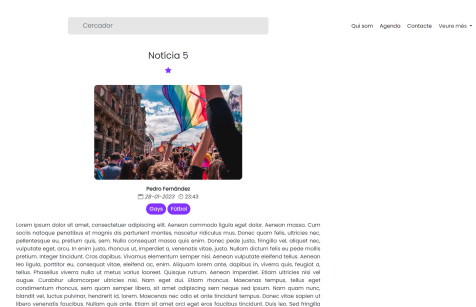 Cercador
Qui som Agenda Contacte Veure més
Notícia 5
Pedro Fernández
28-01-2023 23:43
Gays Fútbol
Lorem ipsum dolor sit amet, consectetuer adipiscing elit. Aenean commodo ligula eget dolor. Aenean massa. Cum
sociis natoque penatibus et magnis dis parturient montes, nascetur ridiculus mus. Donec quam felis, ultricies nec,
pellentesque eu, pretium quis, sem. Nulla consequat massa quis enim. Donec pede justo, fringilla vel, aliquet nec,
vulputate eget, arcu. In enim justo, rhoncus ut, imperdiet a, venenatis vitae, justo. Nullam dictum felis eu pede mollis
pretium. Integer tincidunt. Cras dapibus. Vivamus elementum semper nisi. Aenean vulputate eleifend tellus. Aenean
leo ligula, porttitor eu, consequat vitae, eleifend ac, enim. Aliquam lorem ante, dapibus in, viverra quis, feugiat a,
tellus. Phasellus viverra nulla ut metus varius laoreet. Quisque rutrum. Aenean imperdiet. Etiam ultricies nisi vel
augue. Curabitur ullamcorper ultricies nisi. Nam eget dui. Etiam rhoncus. Maecenas tempus, tellus eget
condimentum rhoncus, sem quam semper libero, sit amet adipiscing sem neque sed ipsum. Nam quam nunc,
blandit vel, luctus pulvinar, hendrerit id, lorem. Maecenas nec odio et ante tincidunt tempus. Donec vitae sapien ut
libero venenatis faucibus. Nullam quis ante. Etiam sit amet orci eget eros faucibus tincidunt. Duis leo. Sed fringilla